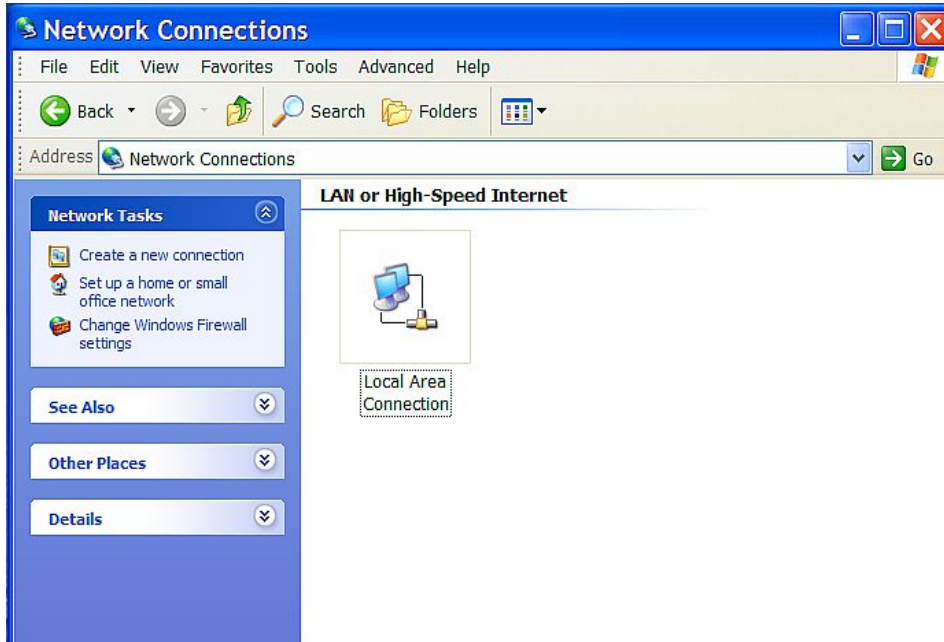 Network Connections
File Edit View Favorites Tools Advanced Help
Back Search Folders
Address Network Connections Go
Network Tasks
Create a new connection
Set up a home or small
office network
Change Windows Firewall
settings
See Also
Other Places
Details
LAN or High-Speed Internet
Local Area
Connection